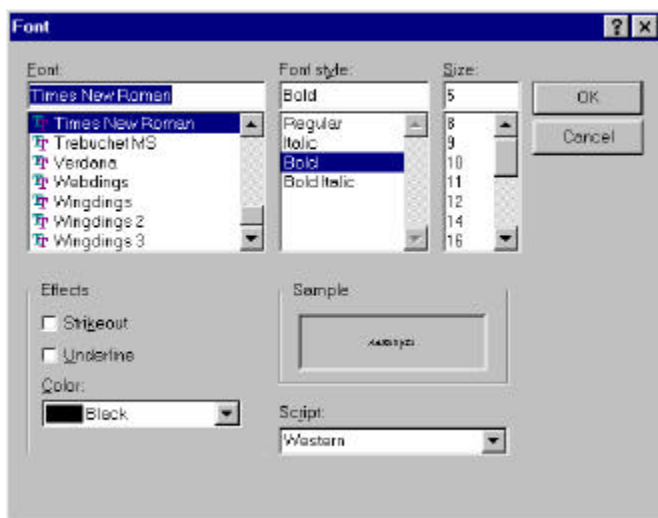 Font
Font: Font style: Size:
Times New Roman Bold 5 OK
Times New Roman Regular 8 Cancel
Trebuchet MS Italic 9
Verdana Bold 10
Webdings Bold Italic 11
Wingdings 12
Wingdings 2 14
Wingdings 3 16
Effects Sample
Strikeout
Underline
Color:
Black Script:
Western